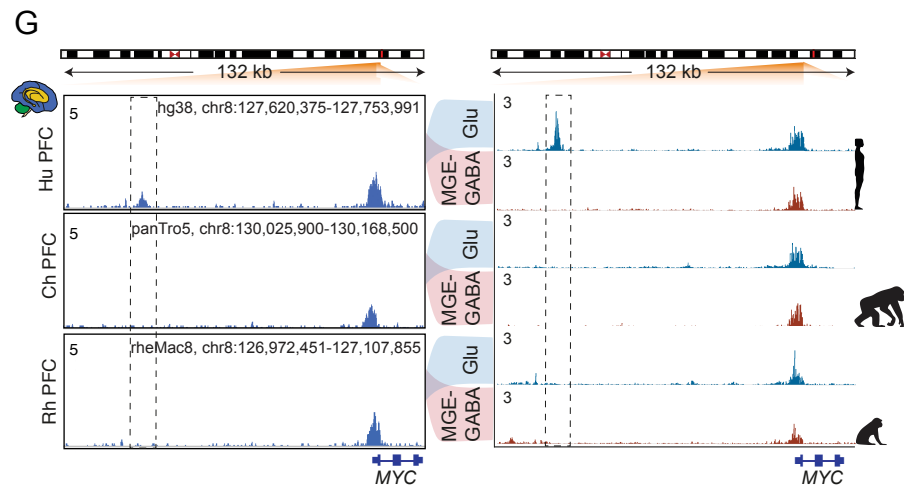 G
132 kb
132 kb
Hu PFC
5
hg38, chr8:127,620,375-127,753,991
Glu
MGE-
GABA
3
3
Ch PFC
5
panTro5, chr8:130,025,900-130,168,500
Glu
MGE-
GABA
3
3
Rh PFC
5
rheMac8, chr8:126,972,451-127,107,855
Glu
MGE-
GABA
3
3
MYC
MYC